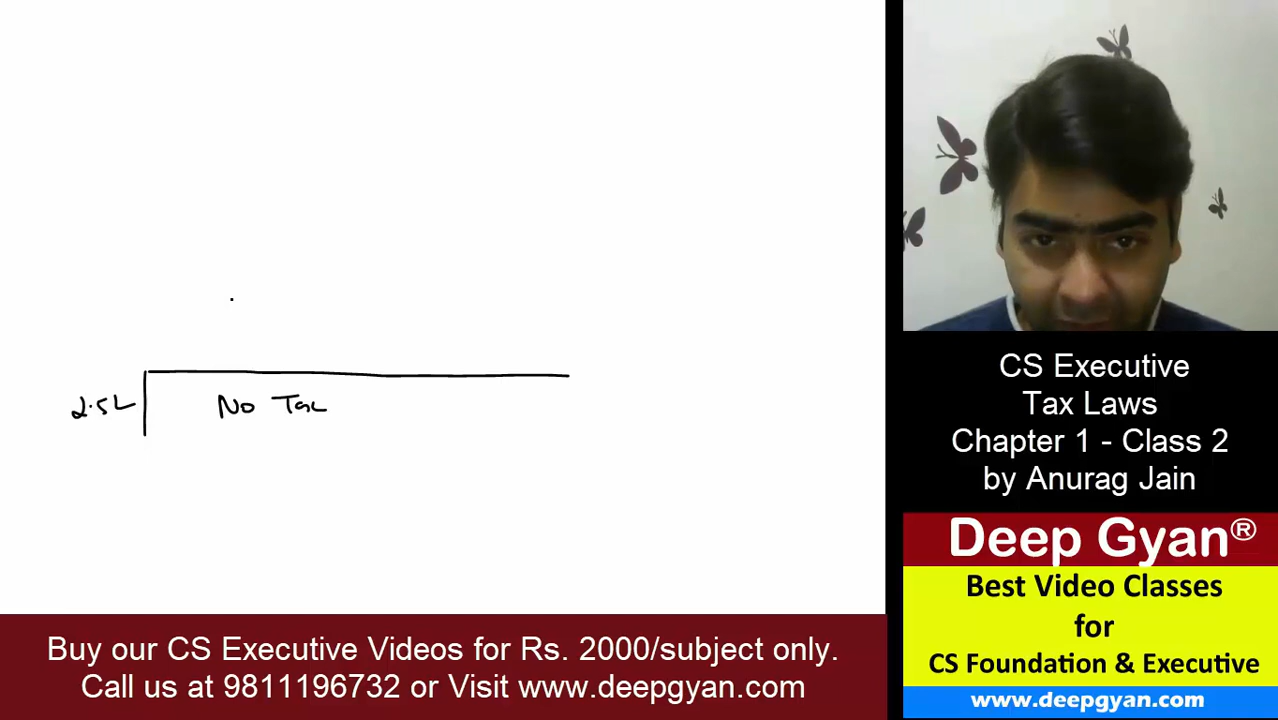 2.5L No Tax
CS Executive
Tax Laws
Chapter 1 - Class 2
by Anurag Jain
Deep Gyan®
Best Video Classes
for
CS Foundation & Executive
www.deepgyan.com
Buy our CS Executive Videos for Rs. 2000/subject only.
Call us at 9811196732 or Visit www.deepgyan.com